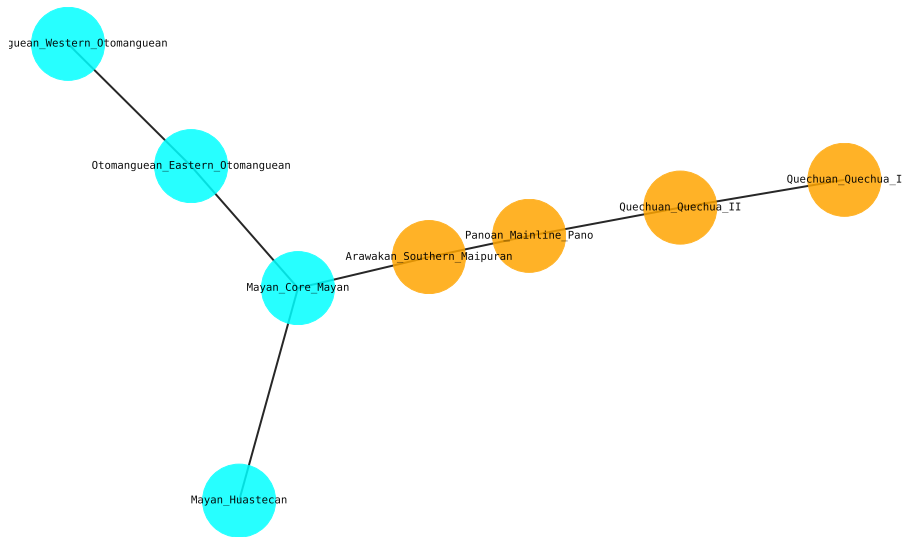 guean_Western_Otomanguean
Otomanguean_Eastern_Otomanguean
Quechuan_Quechua_I
Quechuan_Quechua_II
Panoan_Mainline_Pano
Arawakan_Southern_Maipuran
Mayan_Core_Mayan
Mayan_Huastecan